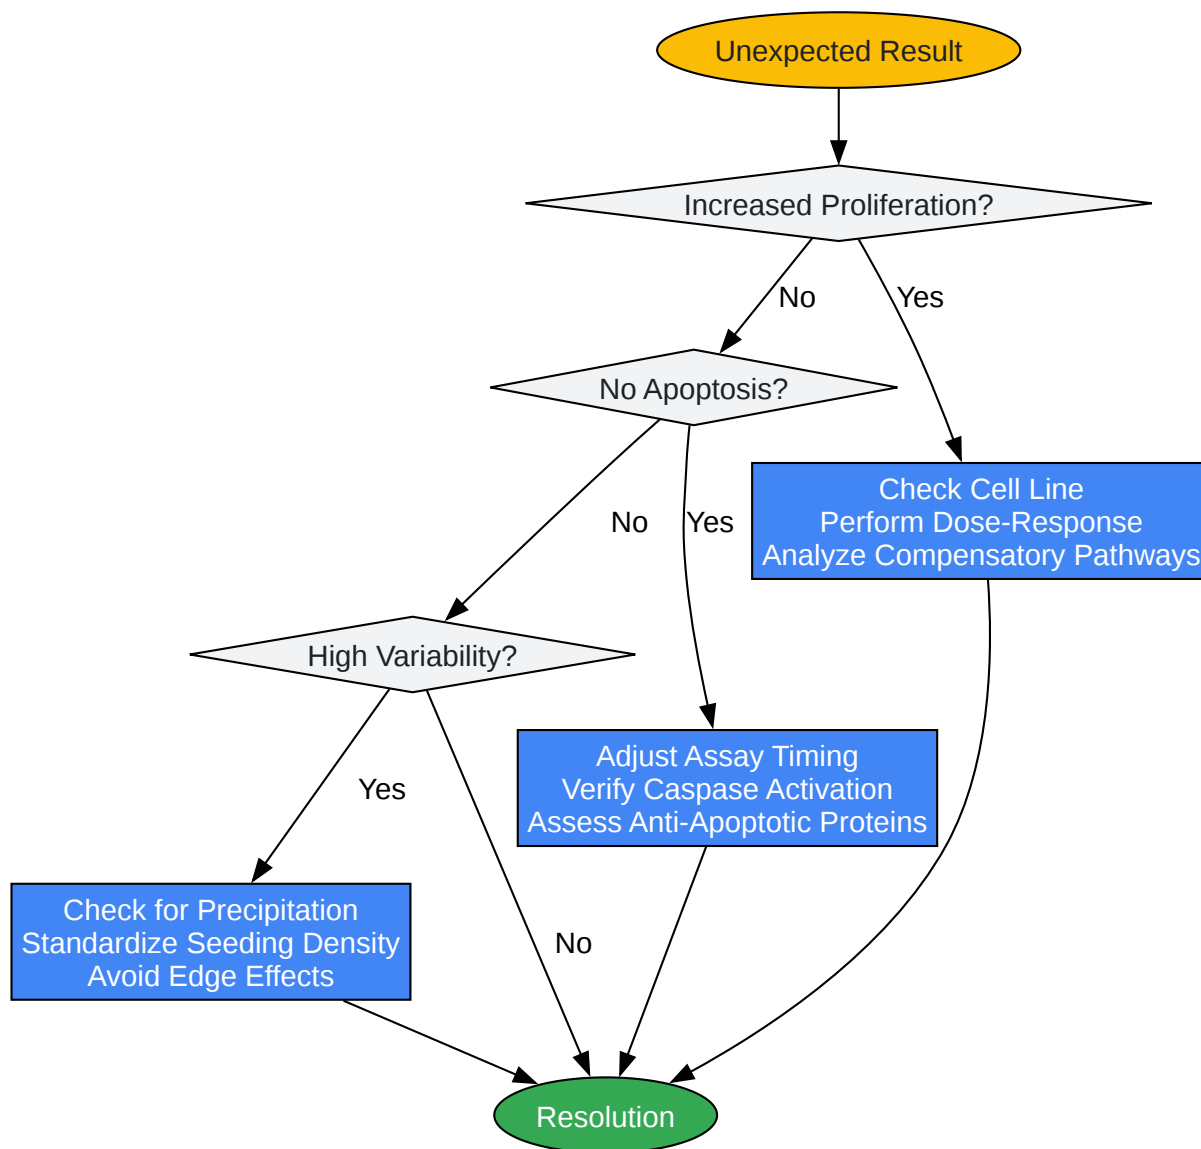 Unexpected Result
Increased Proliferation?
No
Yes
No Apoptosis?
Check Cell Line
Perform Dose-Response
Analyze Compensatory Pathways
No
Yes
High Variability?
Adjust Assay Timing
Verify Caspase Activation
Assess Anti-Apoptotic Proteins
Yes
Check for Precipitation
Standardize Seeding Density
Avoid Edge Effects
No
Resolution